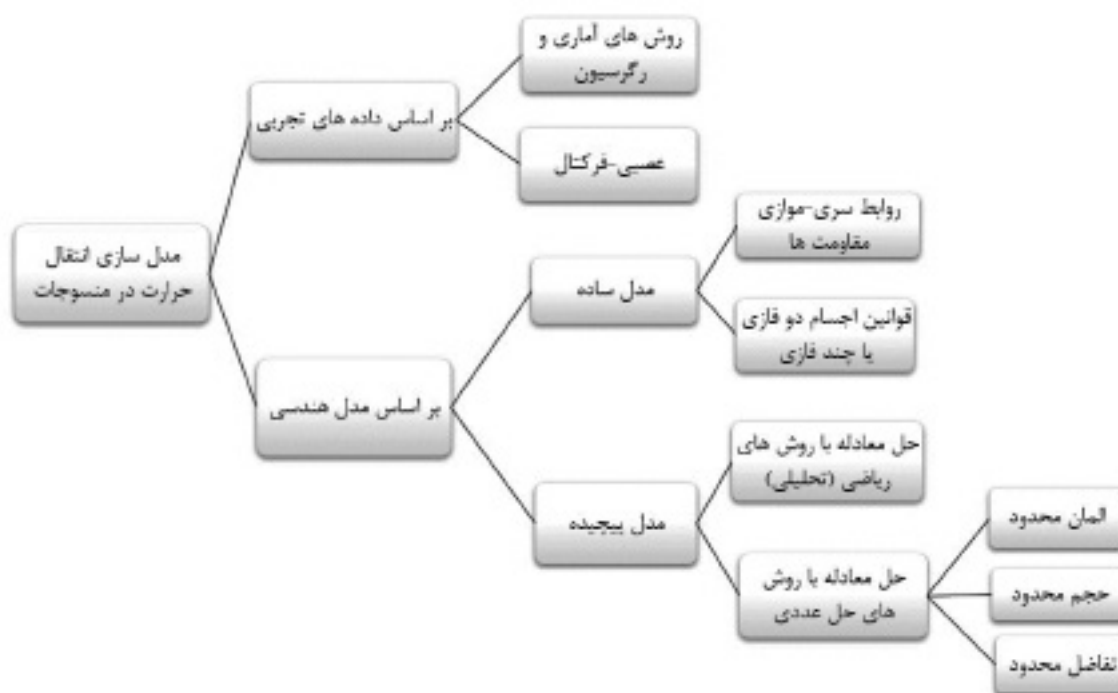 مدل سازی انتقال
حرارت در منسوجات
بر اساس داده های تجربی
روش های آماری و
رگرسیون
عصبی-فرکتال
بر اساس مدل هندسی
مدل ساده
روابط سری-موازی
مقاومت ها
قوانین اجسام دو فازی
یا چند فازی
مدل پیچیده
حل معادله با روش های
ریاضی (تحلیلی)
حل معادله با روش
های حل عددی
المان محدود
حجم محدود
تفاضل محدود